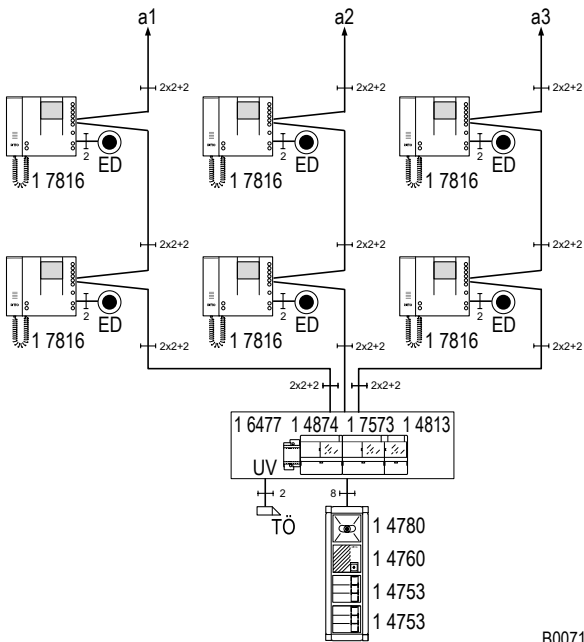 a1 a2 a3
2x2+2 2x2+2 2x2+2
2 2 2
ED ED ED
1 7816 1 7816 1 7816
2x2+2 2x2+2 2x2+2
2 2 2
ED ED ED
1 7816 1 7816 1 7816
2x2+2 2x2+2 2x2+2
2x2+2 2x2+2
1 6477 1 4874 1 7573 1 4813
UV
2 8
TÖ
1 4780
1 4760
1 4753
1 4753
B0071